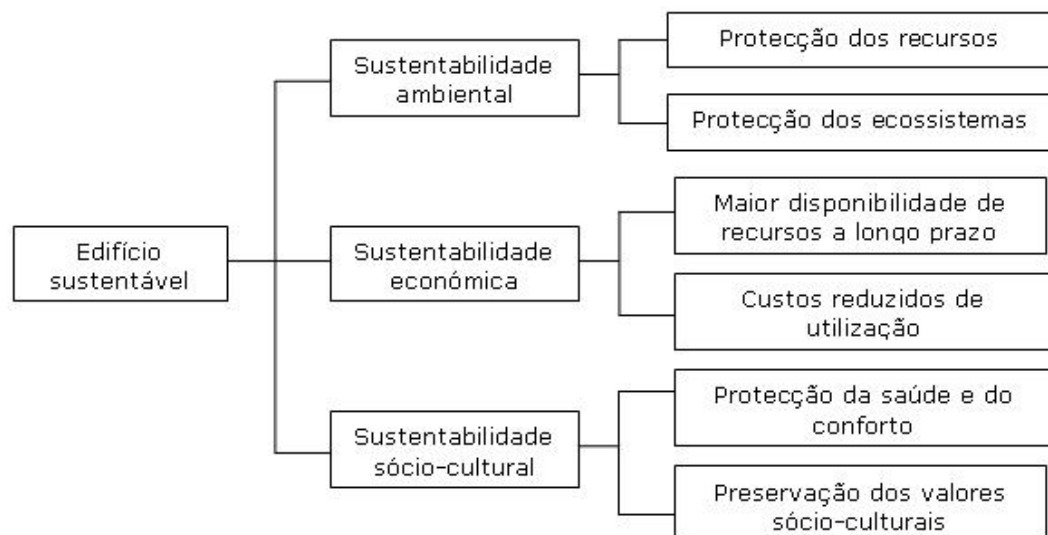 Edifício
sustentável
Sustentabilidade
ambiental
Protecção dos recursos
Protecção dos ecossistemas
Sustentabilidade
económica
Maior disponibilidade de
recursos a longo prazo
Custos reduzidos de
utilização
Sustentabilidade
sócio-cultural
Protecção da saúde e do
conforto
Preservação dos valores
sócio-culturais